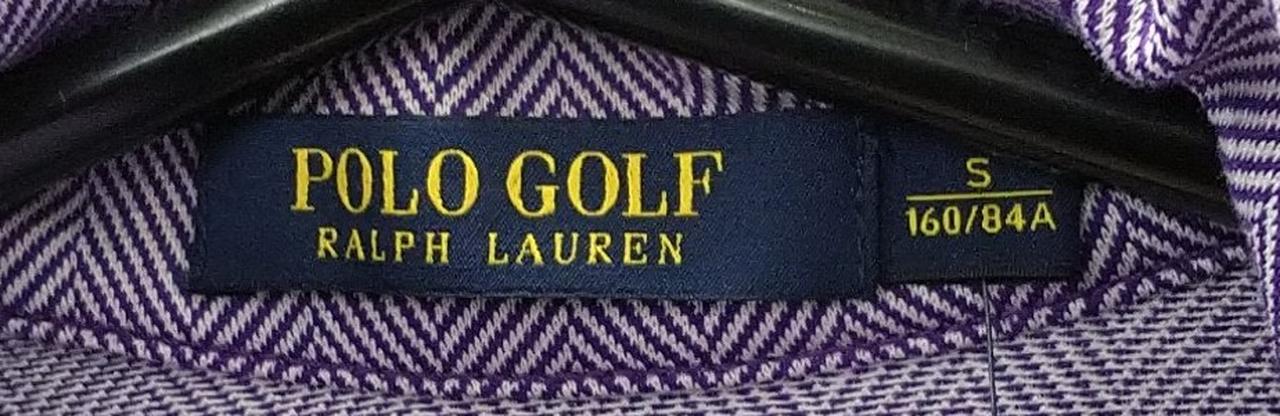 POLO GOLF
RALPH LAUREN
S
160/84A